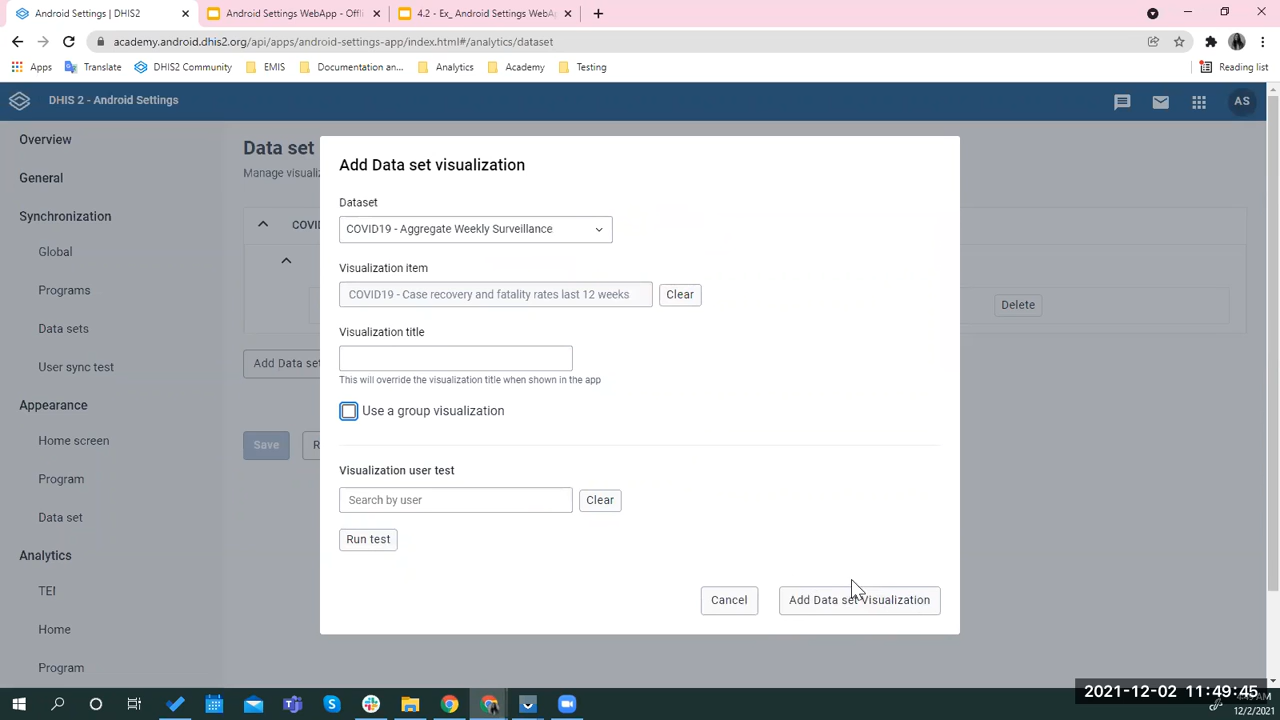 Android Settings | DHIS2
Android Settings WebApp - Offli
4.2 - Ex_ Android Settings WebA
academy.android.dhis2.org/api/apps/android-settings-app/index.html#/analytics/dataset
Apps
Translate
DHIS2 Community
EMIS
Documentation an...
Analytics
Academy
Testing
Reading list
DHIS 2 - Android Settings
AS
Overview
General
Synchronization
Global
Programs
Data sets
User sync test
Appearance
Home screen
Program
Data set
Analytics
TEI
Home
Program
Data set
Manage visualiz
COVID
Delete
Add Data set
Save
R
Add Data set visualization
Dataset
COVID19 - Aggregate Weekly Surveillance
Visualization item
COVID19 - Case recovery and fatality rates last 12 weeks
Clear
Visualization title
This will override the visualization title when shown in the app
Use a group visualization
Visualization user test
Search by user
Clear
Run test
Cancel
Add Data set Visualization
2021-12-02 11:49:45
12/2/2021